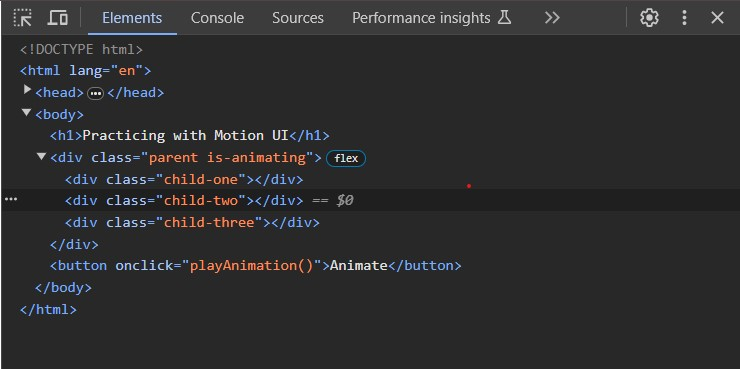 Elements Console Sources Performance insights
<!DOCTYPE html>
<html lang="en">
<head>…</head>
<body>
<h1>Practicing with Motion UI</h1>
<div class="parent is-animating"> flex
<div class="child-one"></div>
<div class="child-two"></div> == $0
<div class="child-three"></div>
</div>
<button onclick="playAnimation()">Animate</button>
</body>
</html>